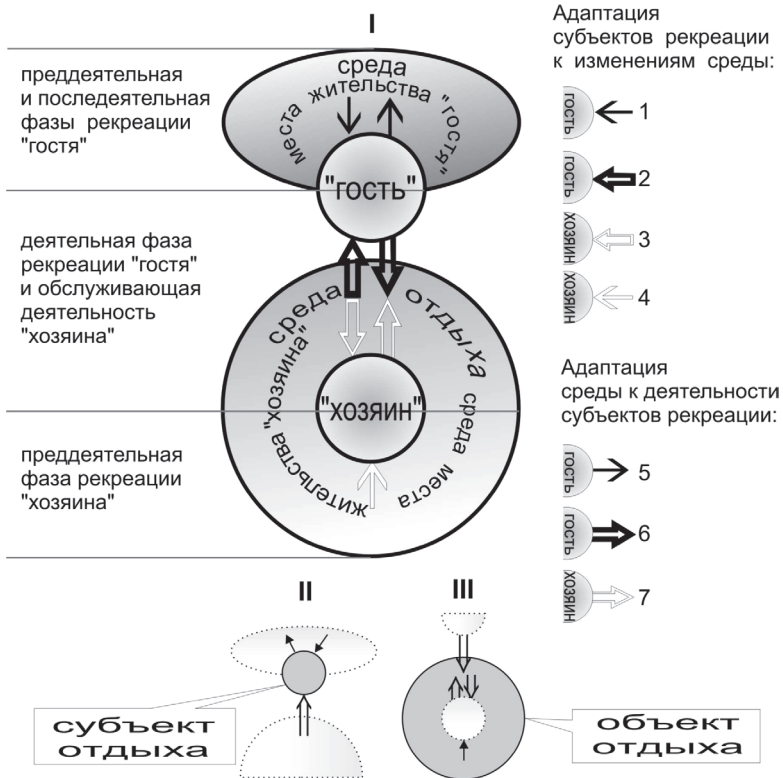 I
преддеятельная
и последеятельная
фазы рекреации
"гостя"
среда
места жительства "гостя"
"гость"
деятельная фаза
рекреации "гостя"
и обслуживающая
деятельность
"хозяина"
среда отдыха
"хозяин"
среда места
жительства "хозяина"
преддеятельная
фаза рекреации
"хозяина"
Адаптация
субъектов рекреации
к изменениям среды:
гость 1
гость 2
хозяин 3
хозяин 4
Адаптация
среды к деятельности
субъектов рекреации:
гость 5
гость 6
хозяин 7
II
субъект
отдыха
III
объект
отдыха